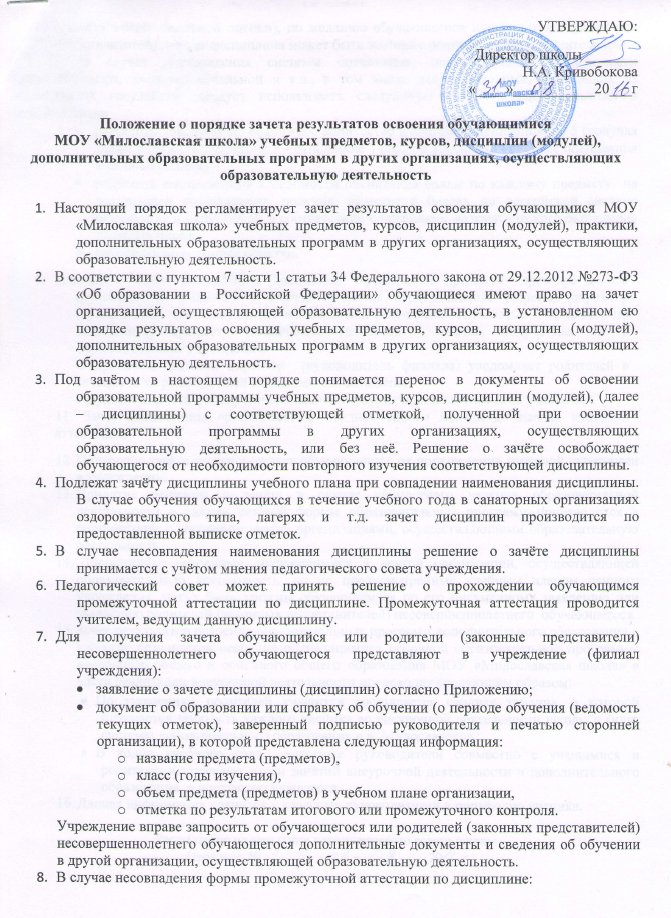 УТВЕРЖДАЮ:
Директор школы
Н.А. Кривобокова
« 31 » 08 2016 г
МОУ
«Милославская
школа»
Положение о порядке зачета результатов освоения обучающимися
МОУ «Милославская школа» учебных предметов, курсов, дисциплин (модулей),
дополнительных образовательных программ в других организациях, осуществляющих
образовательную деятельность
1. Настоящий порядок регламентирует зачет результатов освоения обучающимися МОУ
«Милославская школа» учебных предметов, курсов, дисциплин (модулей), практики,
дополнительных образовательных программ в других организациях, осуществляющих
образовательную деятельность.
2. В соответствии с пунктом 7 части 1 статьи 34 Федерального закона от 29.12.2012 №273-ФЗ
«Об образовании в Российской Федерации» обучающиеся имеют право на зачет
организацией, осуществляющей образовательную деятельность, в установленном ею
порядке результатов освоения учебных предметов, курсов, дисциплин (модулей),
дополнительных образовательных программ в других организациях, осуществляющих
образовательную деятельность.
3. Под зачётом в настоящем порядке понимается перенос в документы об освоении
образовательной программы учебных предметов, курсов, дисциплин (модулей), (далее
– дисциплины) с соответствующей отметкой, полученной при освоении
образовательной программы в других организациях, осуществляющих
образовательную деятельность, или без неё. Решение о зачёте освобождает
обучающегося от необходимости повторного изучения соответствующей дисциплины.
4. Подлежат зачёту дисциплины учебного плана при совпадении наименования дисциплины.
В случае обучения обучающихся в течение учебного года в санаторных организациях
оздоровительного типа, лагерях и т.д. зачет дисциплин производится по
предоставленной выписке отметок.
5. В случае несовпадения наименования дисциплины решение о зачёте дисциплины
принимается с учётом мнения педагогического совета учреждения.
6. Педагогический совет может принять решение о прохождении обучающимся
промежуточной аттестации по дисциплине. Промежуточная аттестация проводится
учителем, ведущим данную дисциплину.
7. Для получения зачета обучающийся или родители (законные представители)
несовершеннолетнего обучающегося представляют в учреждение (филиал
учреждения):
• заявление о зачете дисциплины (дисциплин) согласно Приложению;
• документ об образовании или справку об обучении (о периоде обучения (ведомость
текущих отметок), заверенный подписью руководителя и печатью сторонней
организации), в которой представлена следующая информация:
o название предмета (предметов),
o класс (годы изучения),
o объем предмета (предметов) в учебном плане организации,
o отметка по результатам итогового или промежуточного контроля.
Учреждение вправе запросить от обучающегося или родителей (законных представителей)
несовершеннолетнего обучающегося дополнительные документы и сведения об обучении
в другой организации, осуществляющей образовательную деятельность.
8. В случае несовпадения формы промежуточной аттестации по дисциплине: